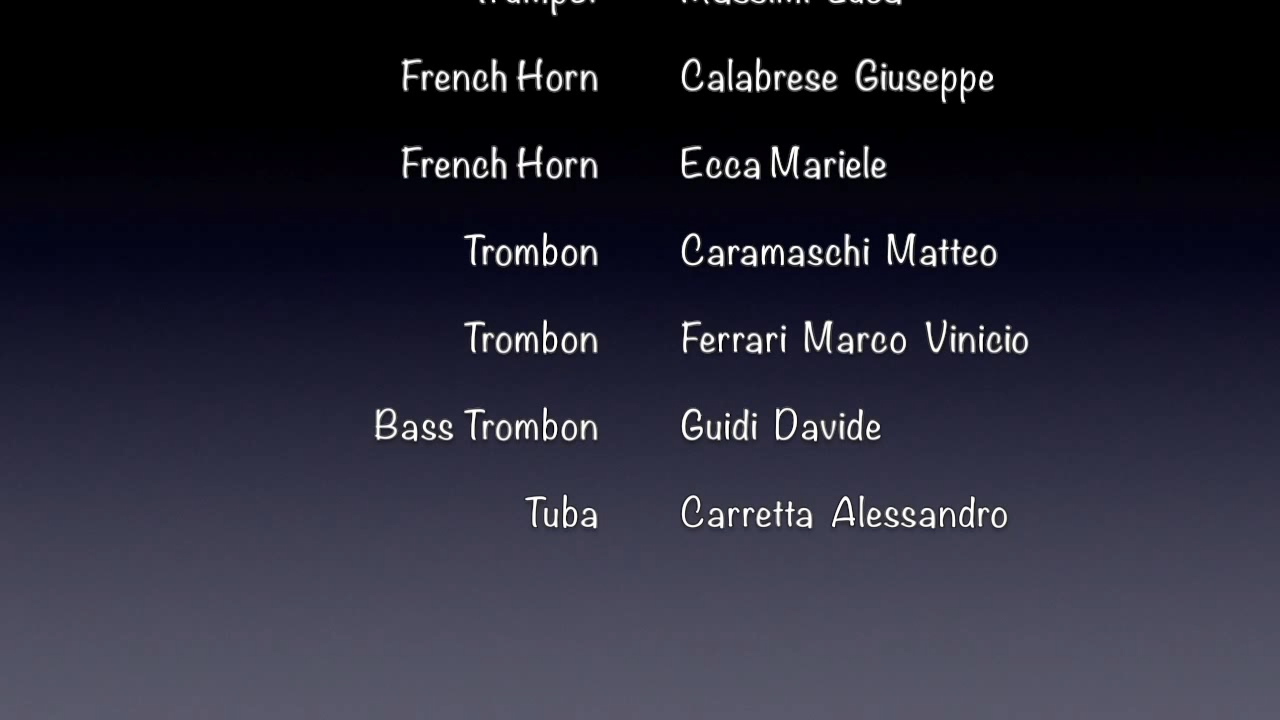 French Horn Calabrese Giuseppe
French Horn Ecca Mariele
Trombon Caramaschi Matteo
Trombon Ferrari Marco Vinicio
Bass Trombon Guidi Davide
Tuba Carretta Alessandro